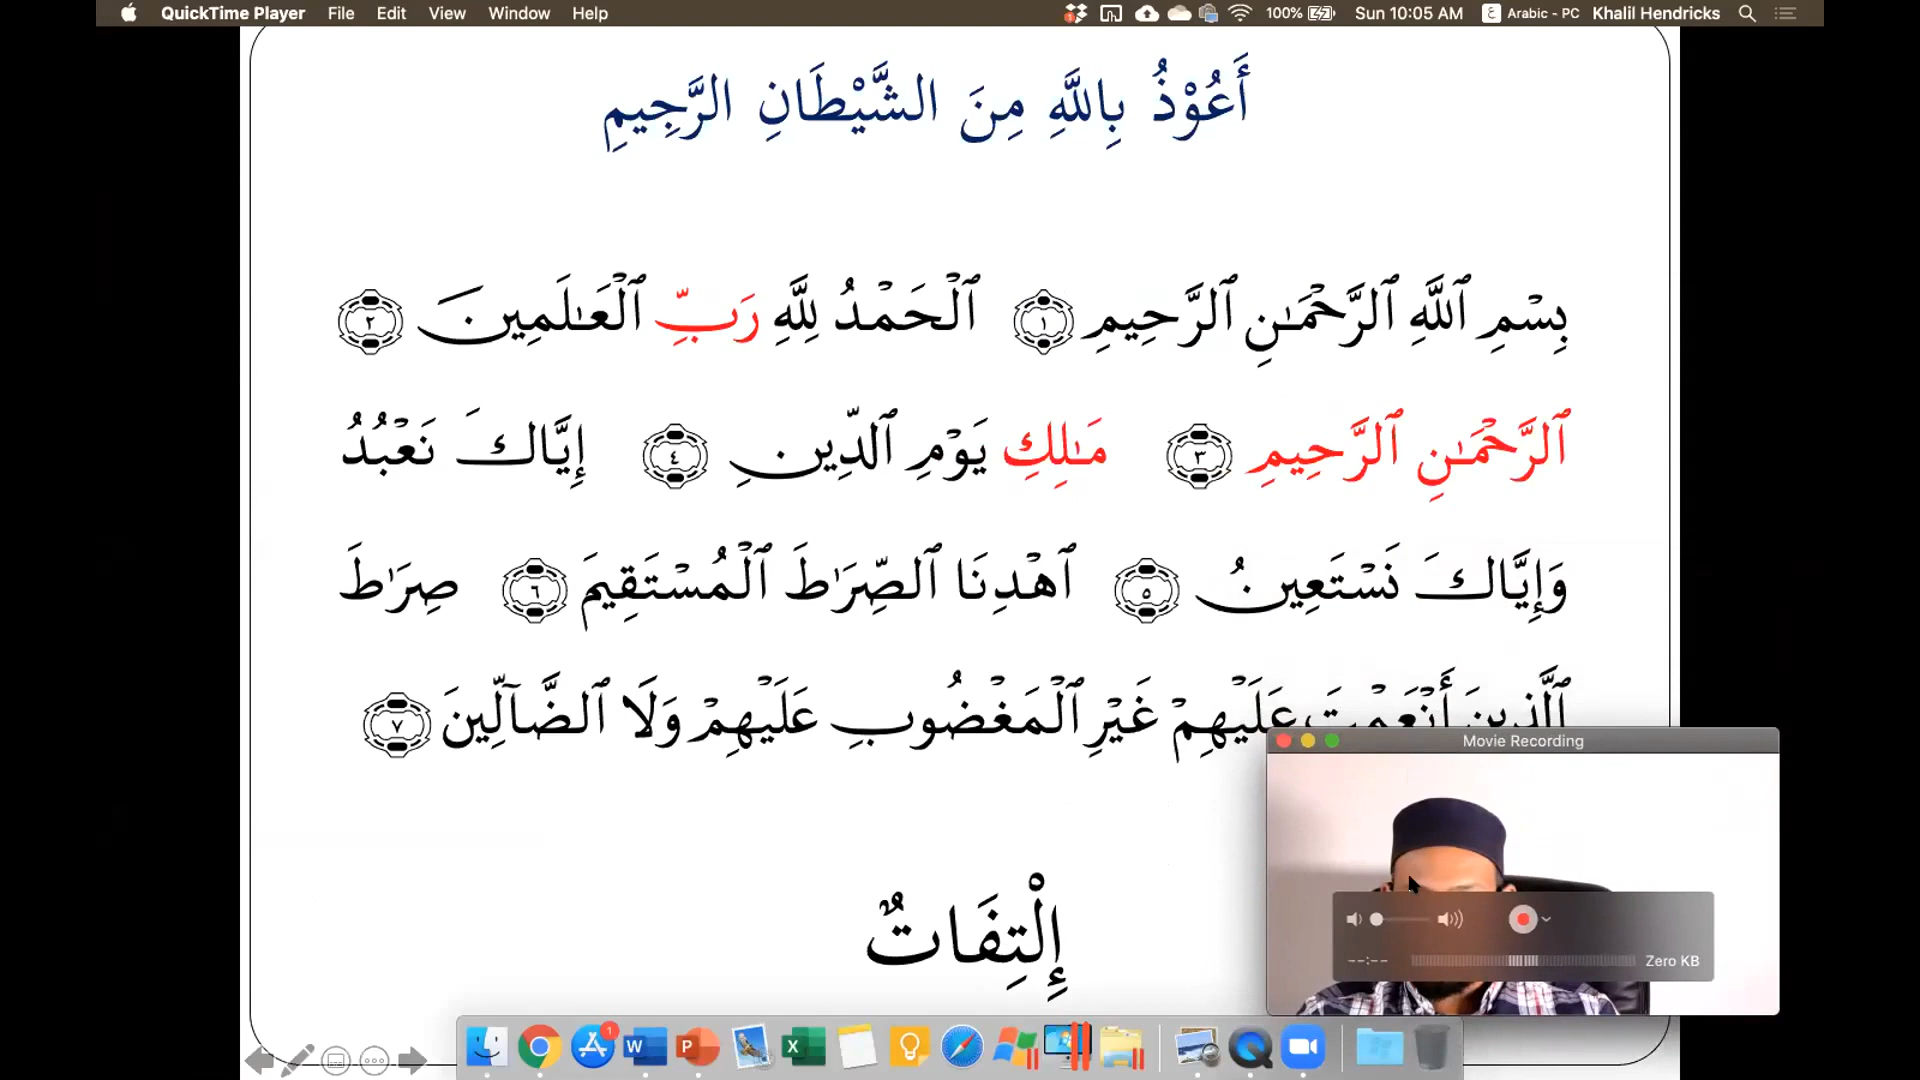 QuickTime Player File Edit View Window Help 100% Sun 10:05 AM ع Arabic - PC Khalil Hendricks
أَعُوْذُ بِاللَّهِ مِنَ الشَّيْطَانِ الرَّجِيمِ
بِسْمِ ٱللَّهِ ٱلرَّحْمَـٰنِ ٱلرَّحِيمِ ١ ٱلْحَمْدُ لِلَّهِ رَبِّ ٱلْعَـٰلَمِينَ ٢
ٱلرَّحْمَـٰنِ ٱلرَّحِيمِ ٣ مَـٰلِكِ يَوْمِ ٱلدِّينِ ٤ إِيَّاكَ نَعْبُدُ
وَإِيَّاكَ نَسْتَعِينُ ٥ ٱهْدِنَا ٱلصِّرَٰطَ ٱلْمُسْتَقِيمَ ٦ صِرَٰطَ
ٱلَّذِينَ أَنْعَمْتَ عَلَيْهِمْ غَيْرِ ٱلْمَغْضُوبِ عَلَيْهِمْ وَلَا ٱلضَّآلِّينَ ٧
Movie Recording
إِلْتِفَاتٌ
--:-- Zero KB
1
W P X